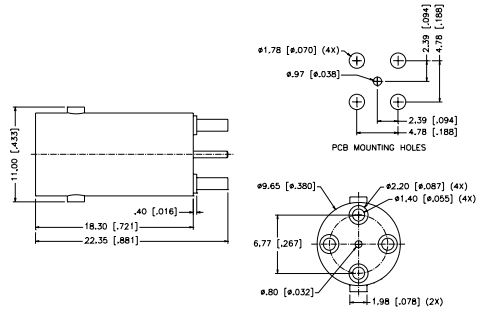 ø1.78 [ø.070] (4X)
ø.97 [ø.038]
2.39 [.094]
4.78 [.188]
2.39 [.094]
4.78 [.188]
PCB MOUNTING HOLES
11.00 [.433]
.40 [.016]
18.30 [.721]
22.35 [.881]
ø9.65 [ø.380]
ø2.20 [ø.087] (4X)
ø1.40 [ø.055] (4X)
6.77 [.267]
ø.80 [ø.032]
1.98 [.078] (2X)